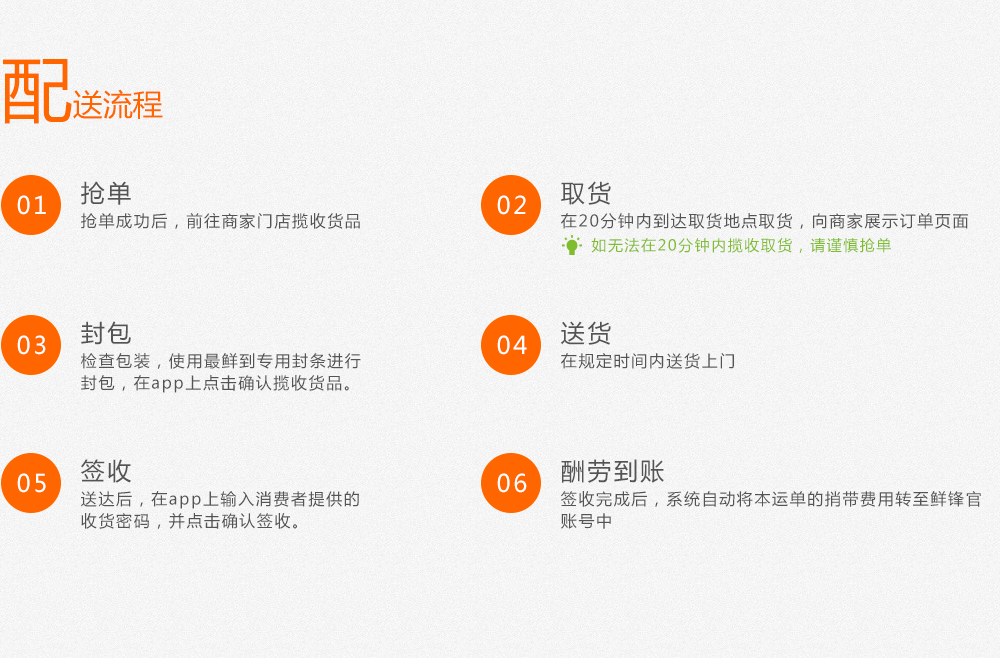 配送流程
01 抢单
抢单成功后，前往商家门店揽收货品
02 取货
在20分钟内到达取货地点取货，向商家展示订单页面
如无法在20分钟内揽收取货，请谨慎抢单
03 封包
检查包装，使用最鲜到专用封条进行
封包，在app上点击确认揽收货品。
04 送货
在规定时间内送货上门
05 签收
送达后，在app上输入消费者提供的
收货密码，并点击确认签收。
06 酬劳到账
签收完成后，系统自动将本运单的捎带费用转至鲜锋官
账号中